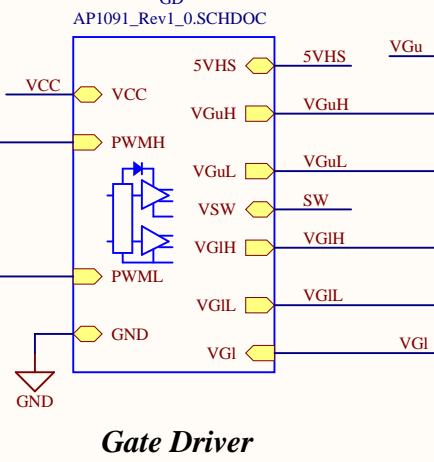 GD
AP1091_Rev1_0.SCHDOC
VGu
5VHS 5VHS
VCC VCC
VGuH VGuH
PWMH
VGuL VGuL
VSW SW
VGlH VGlH
PWML
VGlL VGlL
GND
VGl VGl
GND
Gate Driver